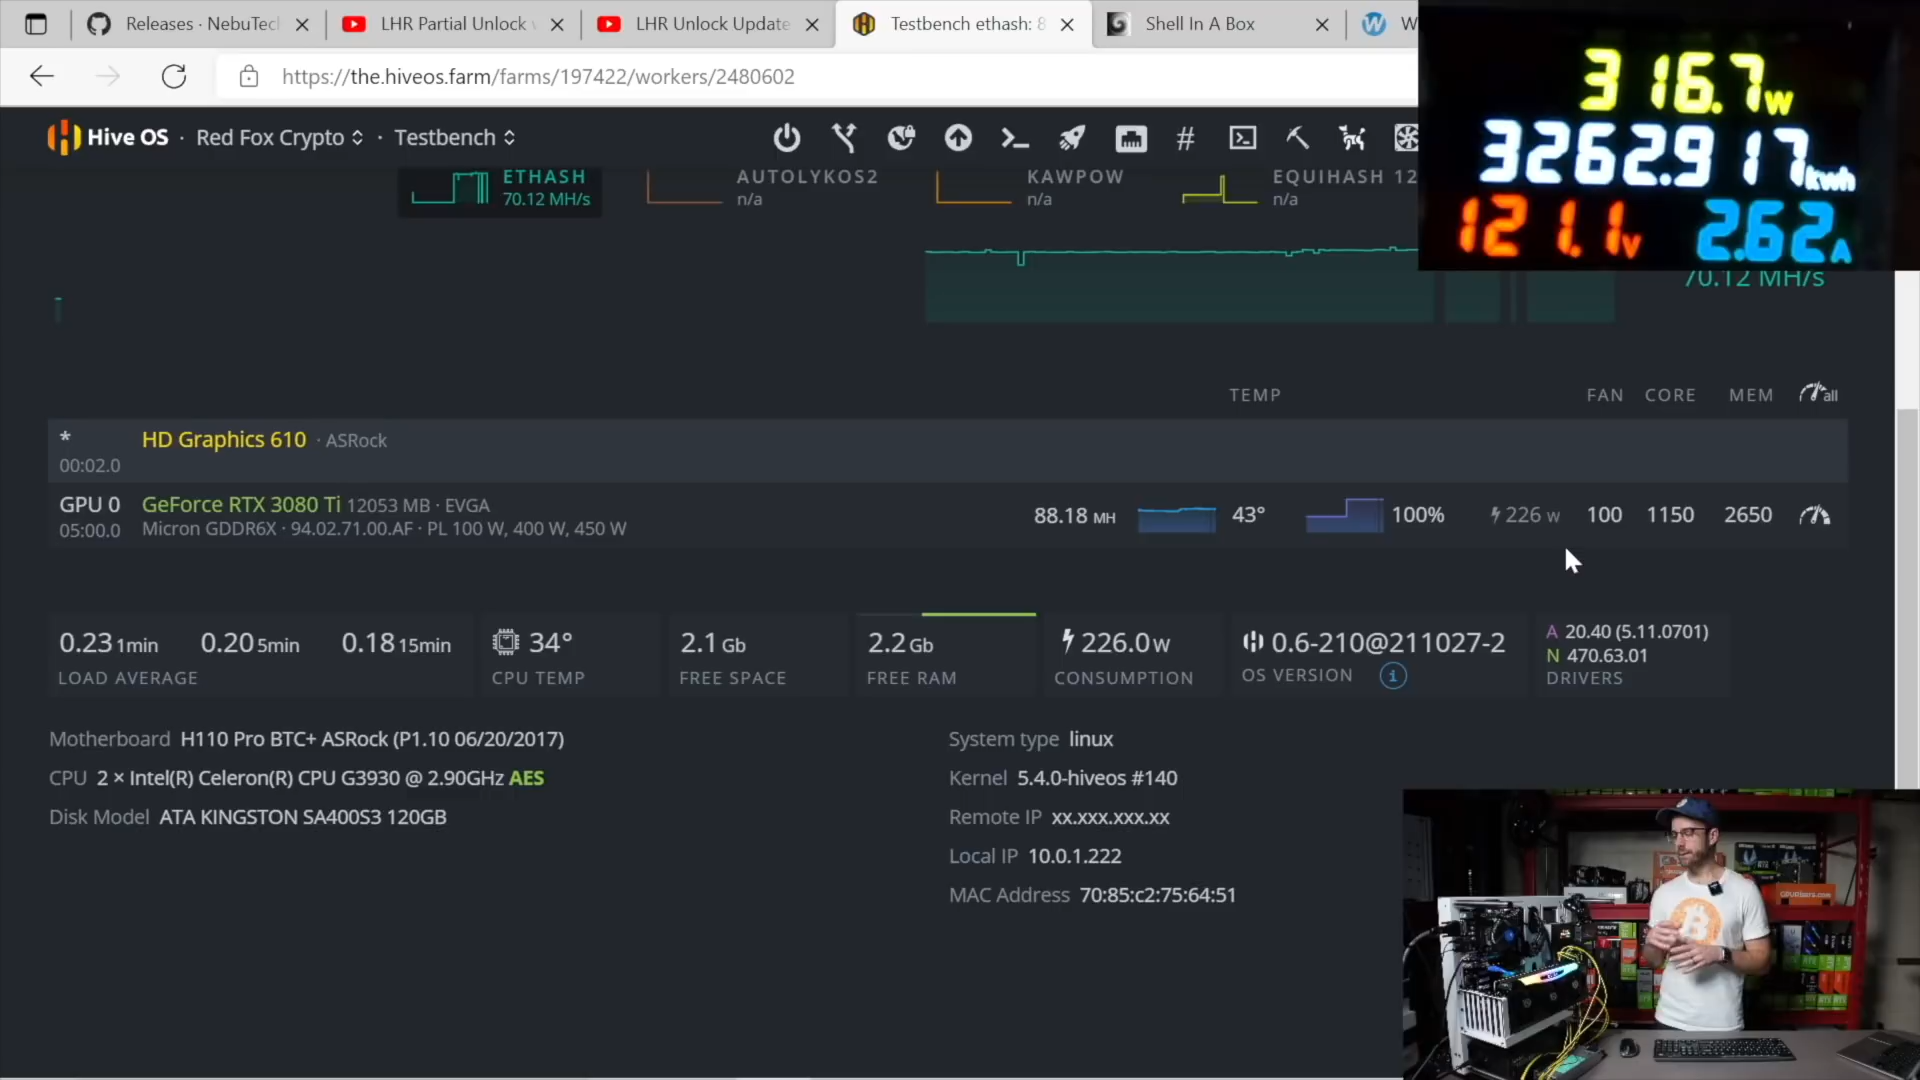 Releases · NebuTech
LHR Partial Unlock
LHR Unlock Update
Testbench ethash: 8
Shell In A Box
W
https://the.hiveos.farm/farms/197422/workers/2480602
316.7w
3262.917kwh
121.1v 2.62A
Hive OS · Red Fox Crypto · Testbench
ETHASH
70.12 MH/s
AUTOLYKOS2
n/a
KAWPOW
n/a
EQUIHASH 12
n/a
70.12 MH/s
TEMP FAN CORE MEM all
* HD Graphics 610 · ASRock
00:02.0
GPU 0 GeForce RTX 3080 Ti 12053 MB · EVGA
05:00.0 Micron GDDR6X · 94.02.71.00.AF · PL 100 W, 400 W, 450 W
88.18 MH 43° 100% 226 W 100 1150 2650
0.23 1min 0.20 5min 0.18 15min
LOAD AVERAGE
34°
CPU TEMP
2.1 Gb
FREE SPACE
2.2 Gb
FREE RAM
226.0 W
CONSUMPTION
0.6-210@211027-2
OS VERSION
A 20.40 (5.11.0701)
N 470.63.01
DRIVERS
Motherboard H110 Pro BTC+ ASRock (P1.10 06/20/2017)
CPU 2 × Intel(R) Celeron(R) CPU G3930 @ 2.90GHz AES
Disk Model ATA KINGSTON SA400S3 120GB
System type linux
Kernel 5.4.0-hiveos #140
Remote IP xx.xxx.xxx.xx
Local IP 10.0.1.222
MAC Address 70:85:c2:75:64:51